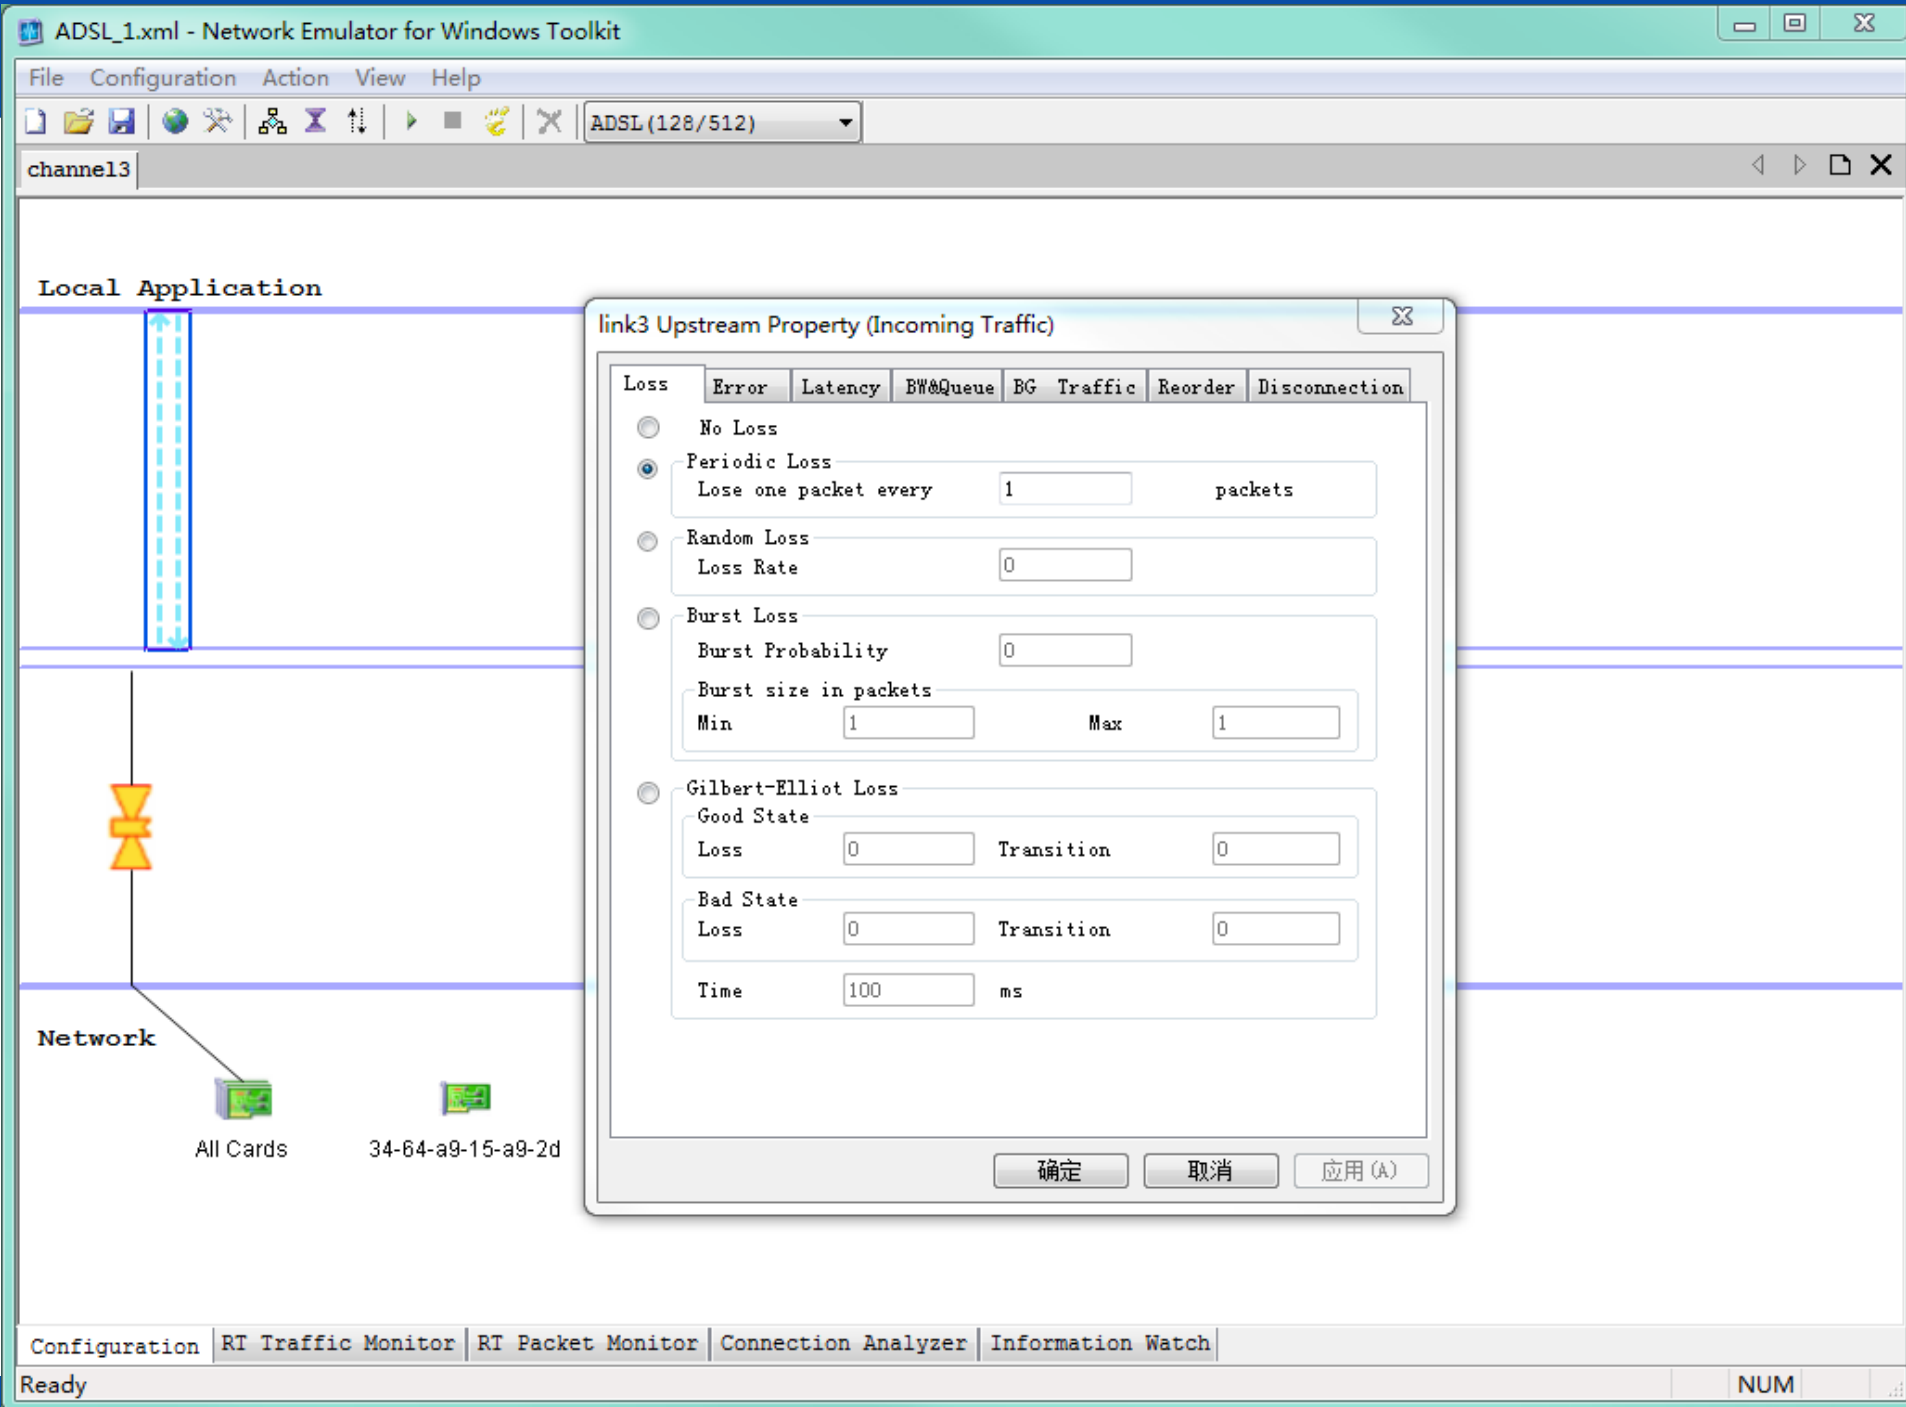 ADSL_1.xml - Network Emulator for Windows Toolkit
File Configuration Action View Help
ADSL(128/512)
channel3
Local Application
link3 Upstream Property (Incoming Traffic)
Loss Error Latency BW&Queue BG Traffic Reorder Disconnection
No Loss
Periodic Loss
Lose one packet every 1 packets
Random Loss
Loss Rate 0
Burst Loss
Burst Probability 0
Burst size in packets
Min 1 Max 1
Gilbert-Elliot Loss
Good State
Loss 0 Transition 0
Bad State
Loss 0 Transition 0
Time 100 ms
Network
All Cards 34-64-a9-15-a9-2d
确定 取消 应用(A)
Configuration RT Traffic Monitor RT Packet Monitor Connection Analyzer Information Watch
Ready NUM